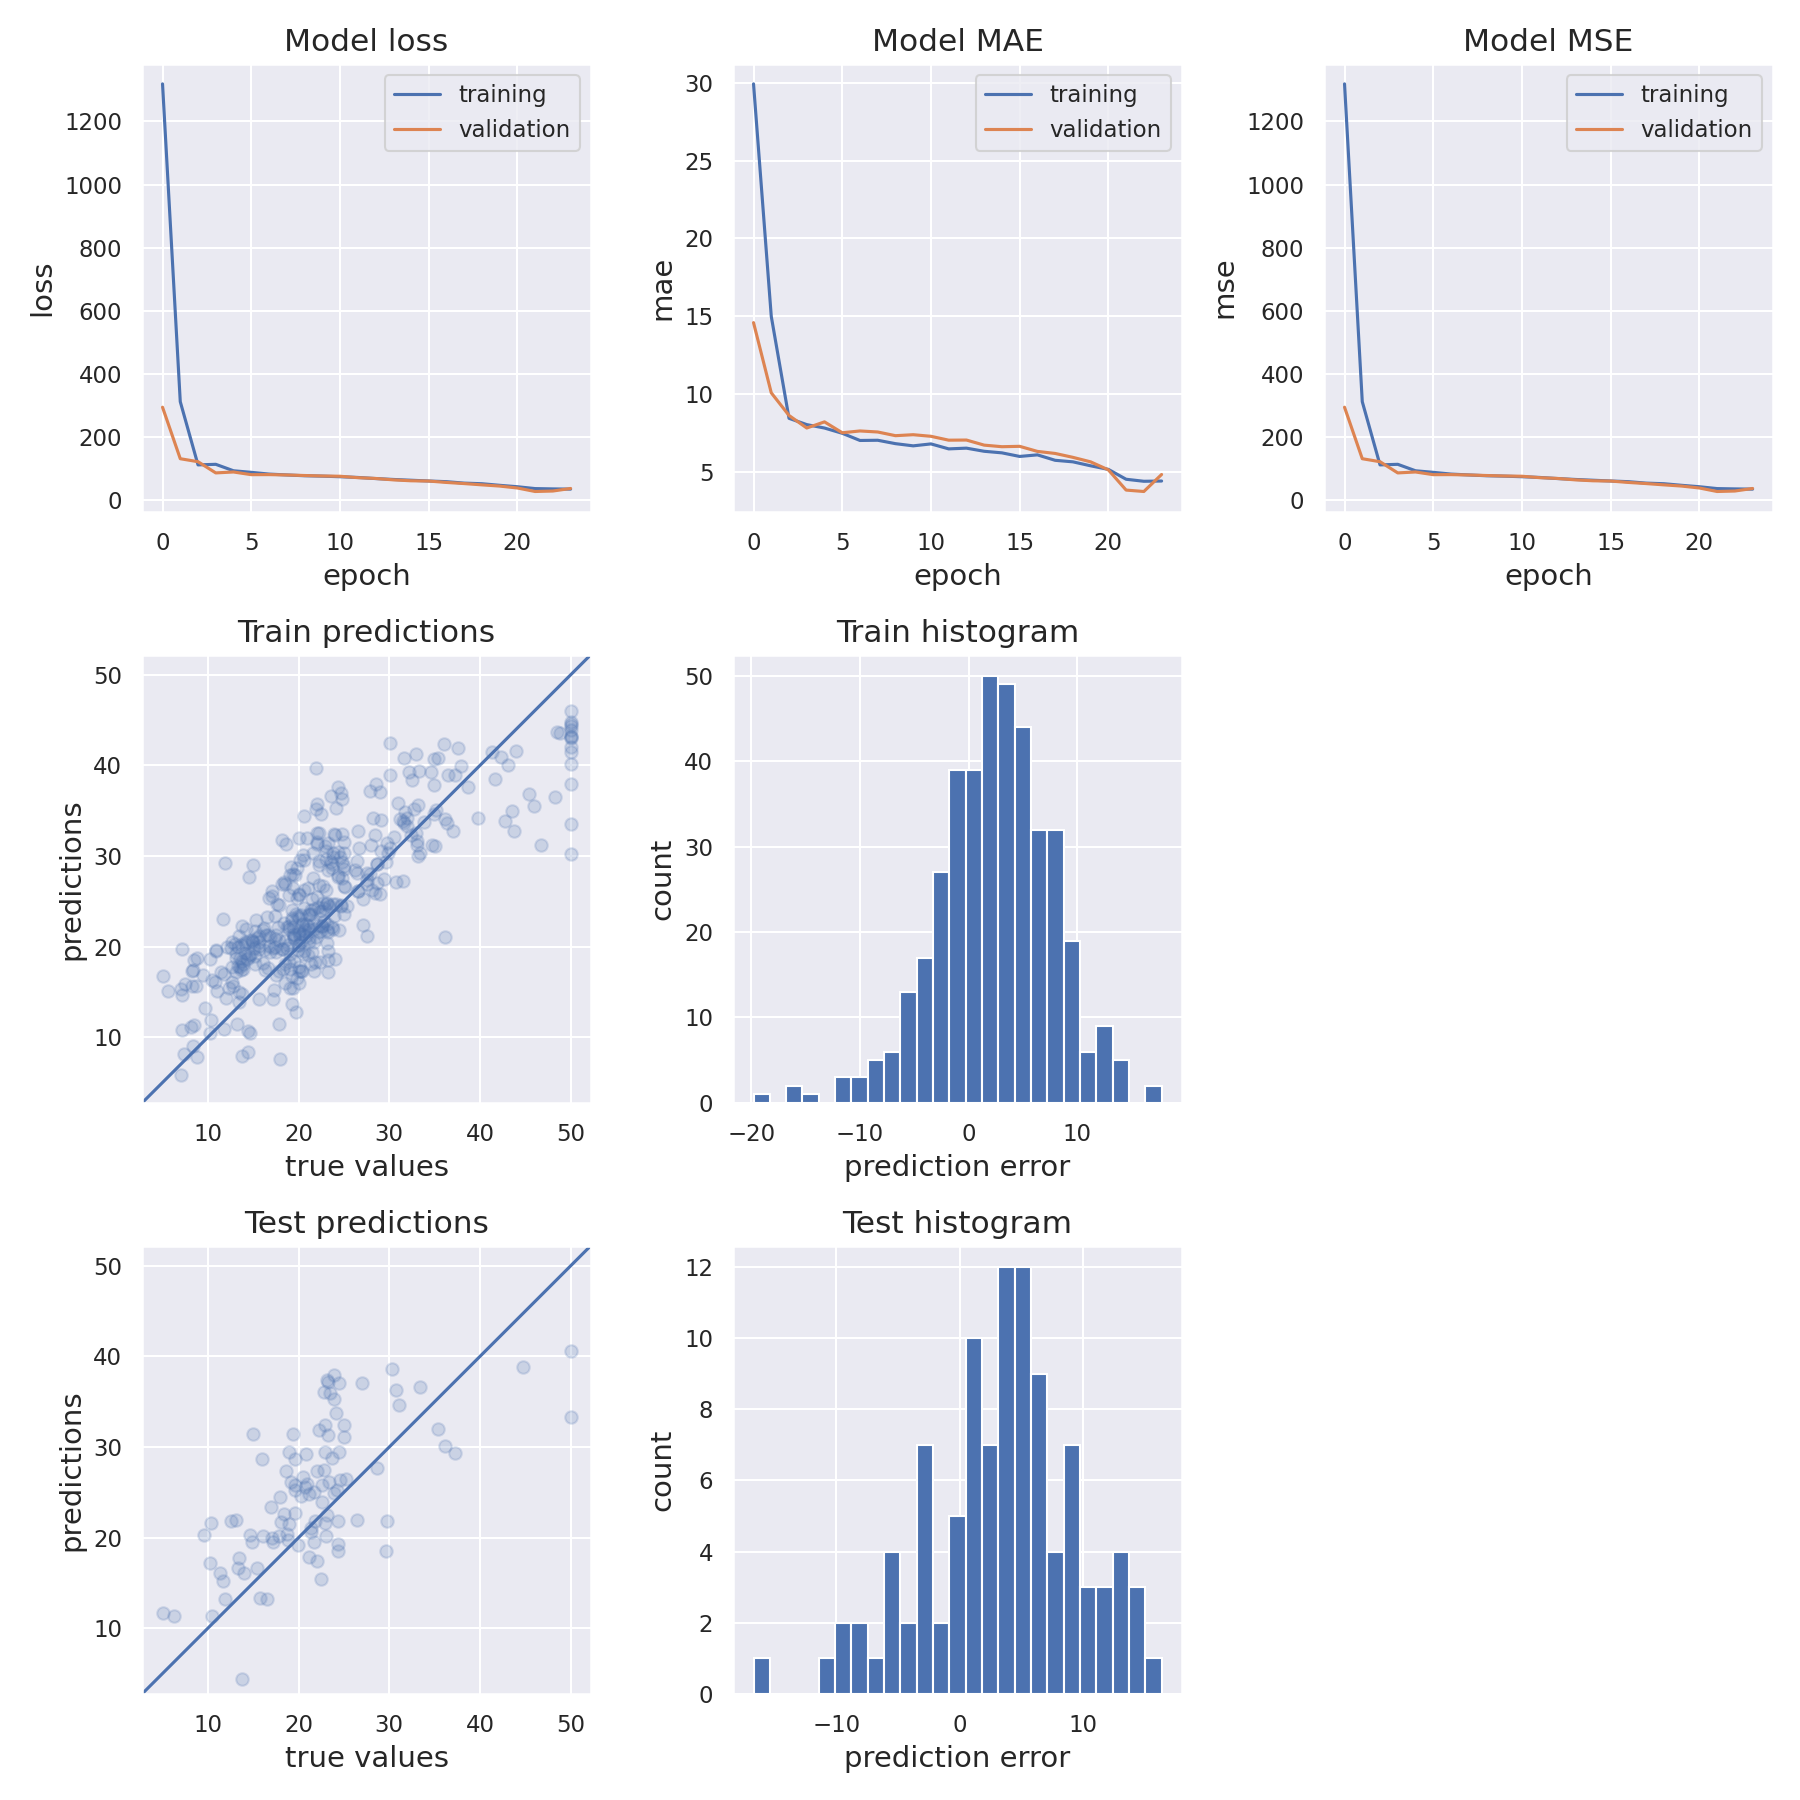 Model loss
1200
1000
800
600
400
200
0
loss
training
validation
0 5 10 15 20
epoch
Model MAE
30
25
20
15
10
5
mae
training
validation
0 5 10 15 20
epoch
Model MSE
1200
1000
800
600
400
200
0
mse
training
validation
0 5 10 15 20
epoch
Train predictions
50
40
30
20
10
predictions
10 20 30 40 50
true values
Train histogram
50
40
30
20
10
0
count
−20 −10 0 10
prediction error
Test predictions
50
40
30
20
10
predictions
10 20 30 40 50
true values
Test histogram
12
10
8
6
4
2
0
count
−10 0 10
prediction error